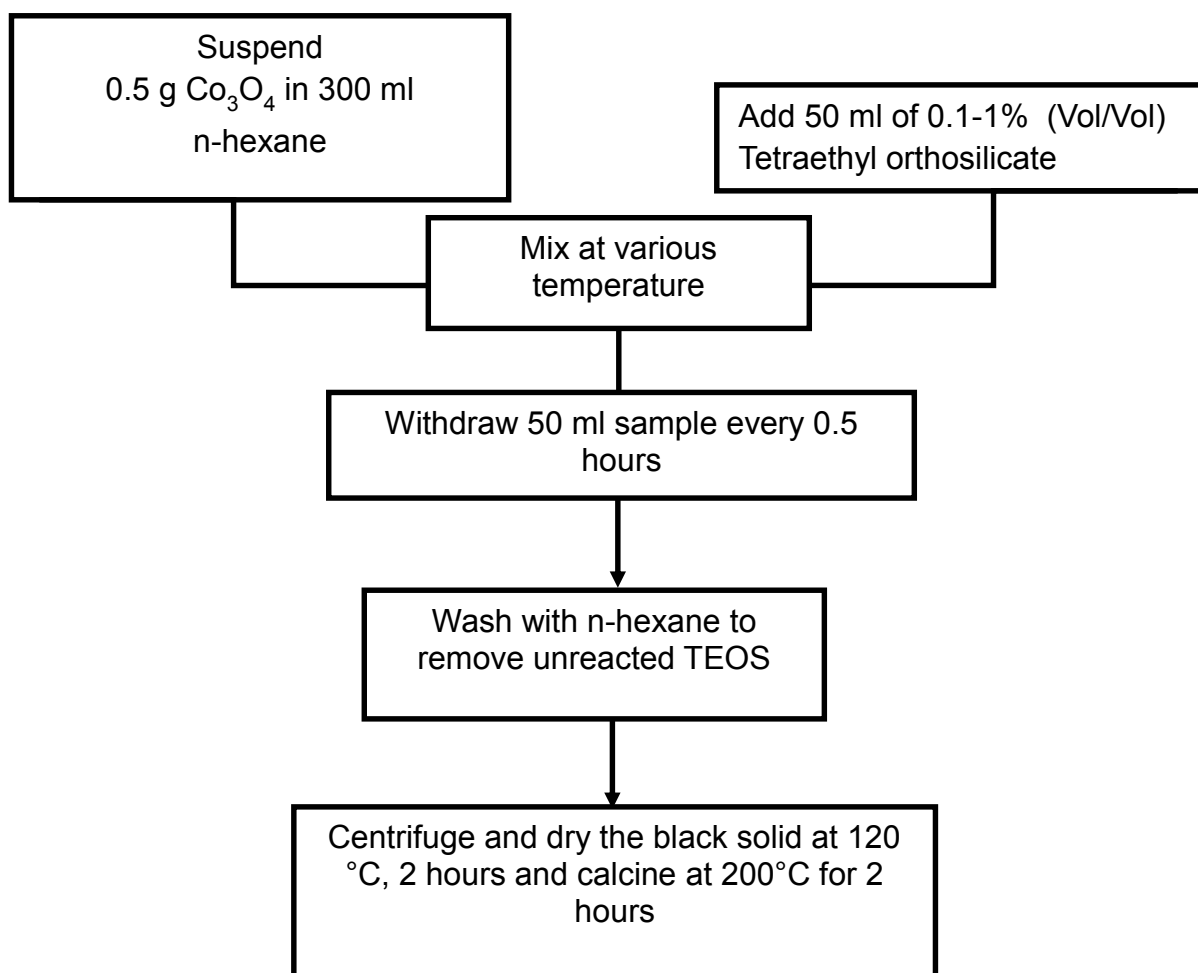 Suspend
0.5 g Co₃O₄ in 300 ml
n-hexane
Add 50 ml of 0.1-1% (Vol/Vol)
Tetraethyl orthosilicate
Mix at various
temperature
Withdraw 50 ml sample every 0.5
hours
Wash with n-hexane to
remove unreacted TEOS
Centrifuge and dry the black solid at 120
°C, 2 hours and calcine at 200°C for 2
hours